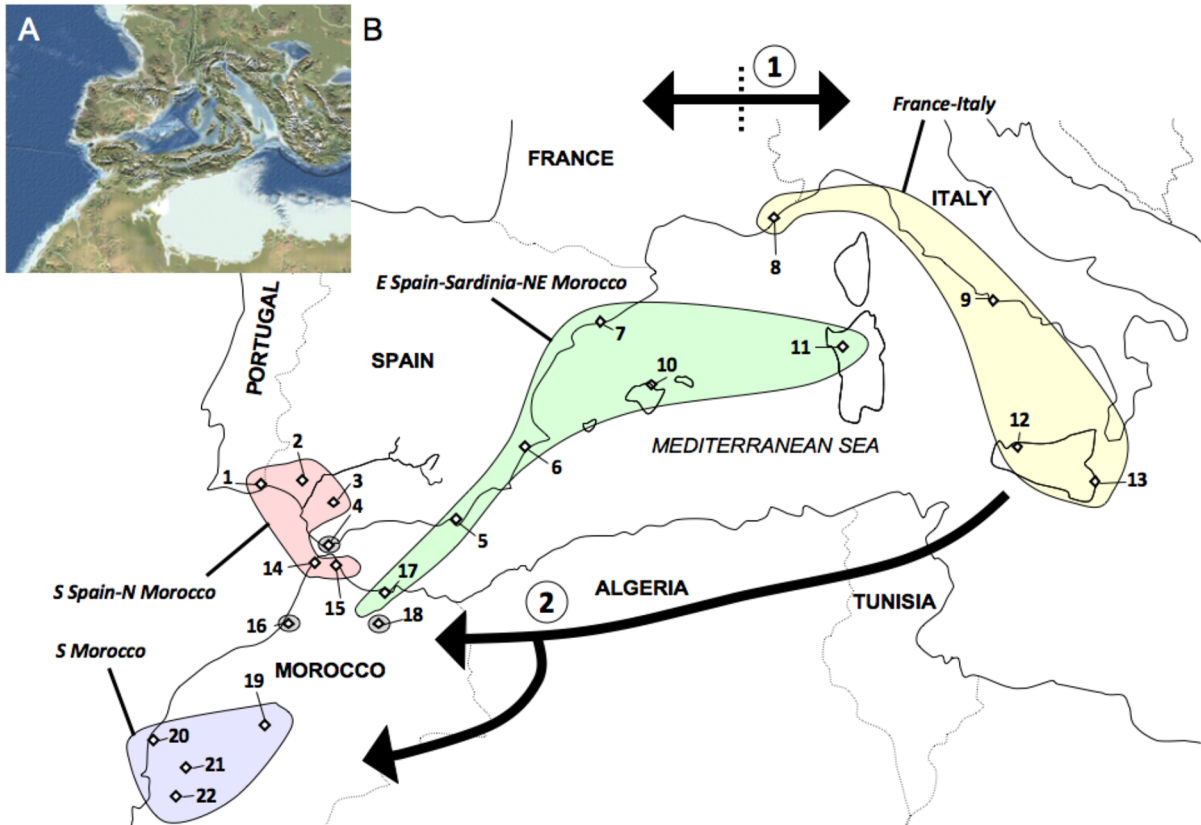 A
B
1
France-Italy
FRANCE
ITALY
8
E Spain-Sardinia-NE Morocco
9
7
PORTUGAL
SPAIN
11
10
MEDITERRANEAN SEA
12
2
6
1
3
13
4
5
14
17
ALGERIA
S Spain-N Morocco
15
2
TUNISIA
16
18
S Morocco
MOROCCO
19
20
21
22